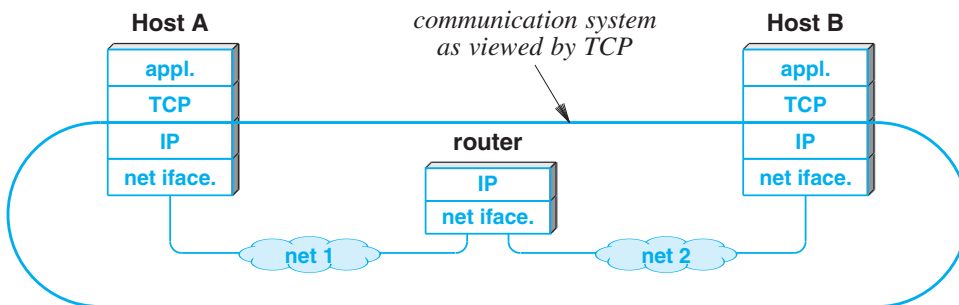 Host A
communication system
as viewed by TCP
Host B
appl.
TCP
IP
net iface.
router
IP
net iface.
appl.
TCP
IP
net iface.
net 1
net 2